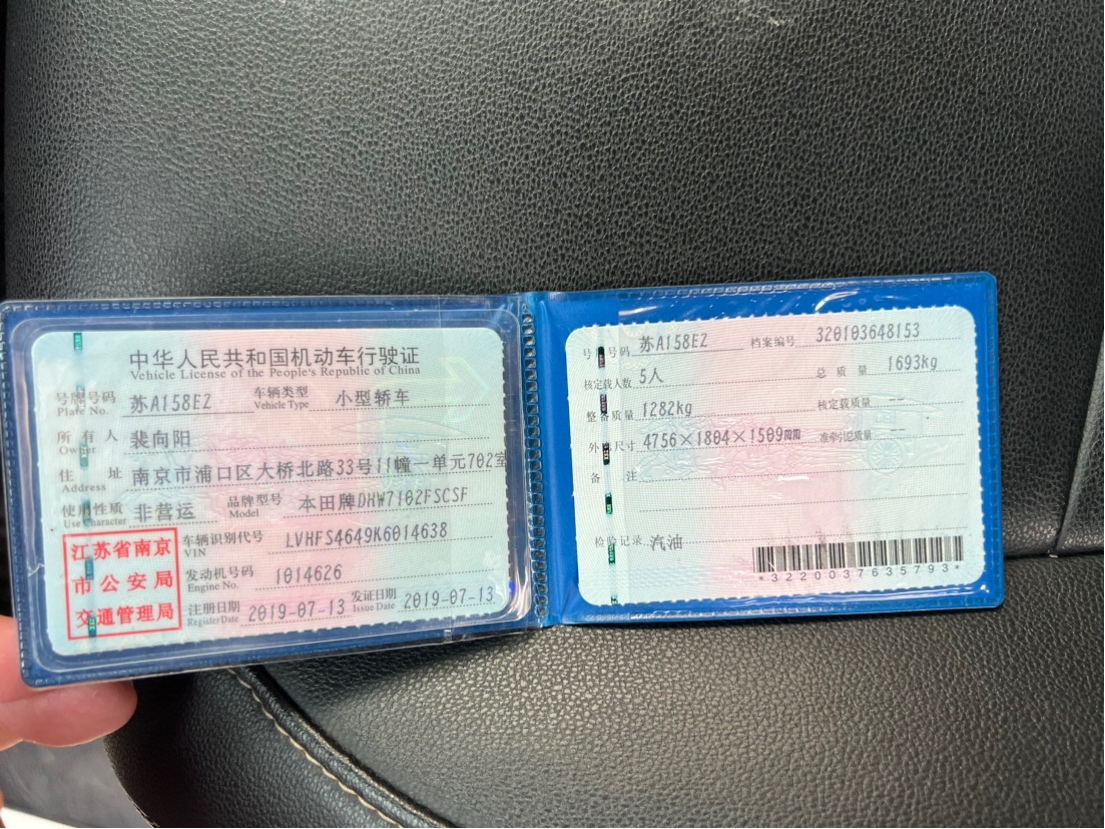 中华人民共和国机动车行驶证
Vehicle License of the People's Republic of China
号牌号码 苏A158EZ 车辆类型 小型轿车
Plate No. Vehicle Type
所有人 裴向阳
Owner
住址 南京市浦口区大桥北路33号11幢一单元702室
Address
使用性质 非营运 品牌型号 本田牌DHW7102FSCSF
Use Character Model
江苏省南京
市公安局
交通管理局
车辆识别代号 LVHFS4649K6014638
VIN
发动机号码 1014626
Engine No.
注册日期 2019-07-13 发证日期 2019-07-13
Register Date Issue Date
号牌号码 苏A158EZ 档案编号 320103648153
核定载人数 5人 总质量 1693kg
整备质量 1282kg 核定载质量 --
外廓尺寸 4756×1804×1509mm 准牵引总质量 --
备注
检验记录 汽油
*3220037635793*